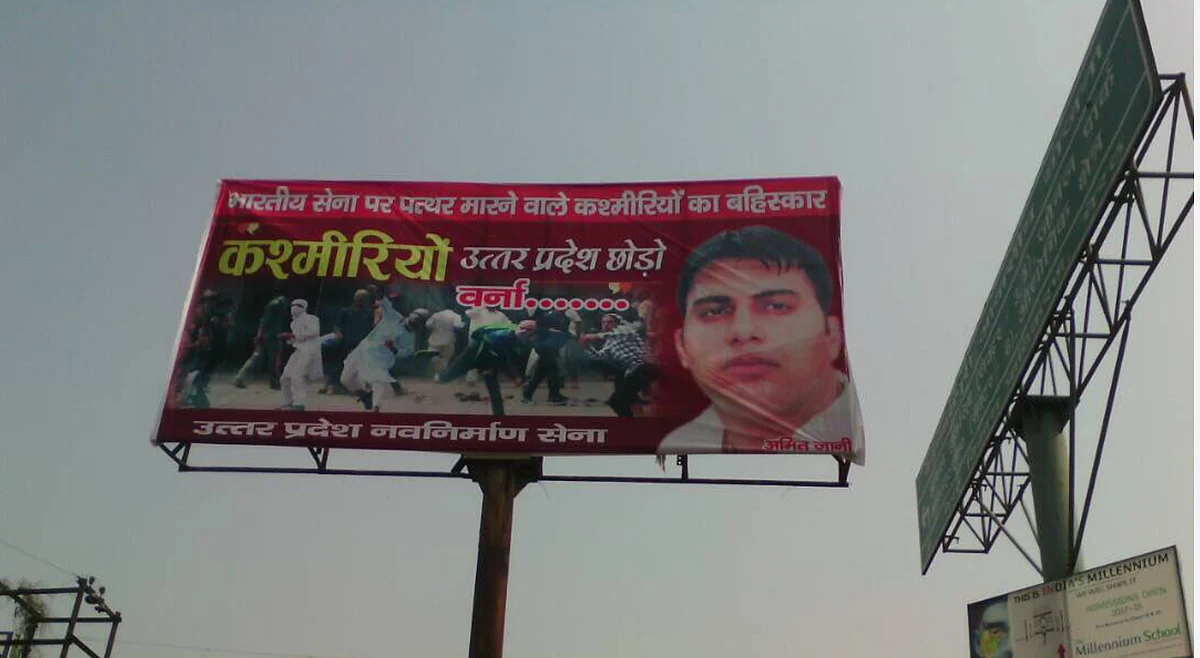 भारतीय सेना पर पत्थर मारने वाले कश्मीरियों का बहिस्कार
कश्मीरियों उत्तर प्रदेश छोड़ो
वर्ना.......
उत्तर प्रदेश नवनिर्माण सेना
अमित जानी
THIS IS INDIA'S MILLENNIUM
ADMISSIONS OPEN
Millennium School